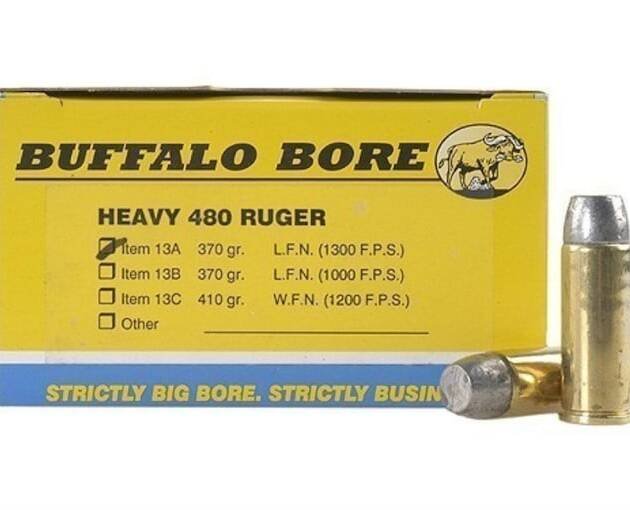 BUFFALO BORE
HEAVY 480 RUGER
Item 13A 370 gr. L.F.N. (1300 F.P.S.)
Item 13B 370 gr. L.F.N. (1000 F.P.S.)
Item 13C 410 gr. W.F.N. (1200 F.P.S.)
Other
STRICTLY BIG BORE. STRICTLY BUSIN